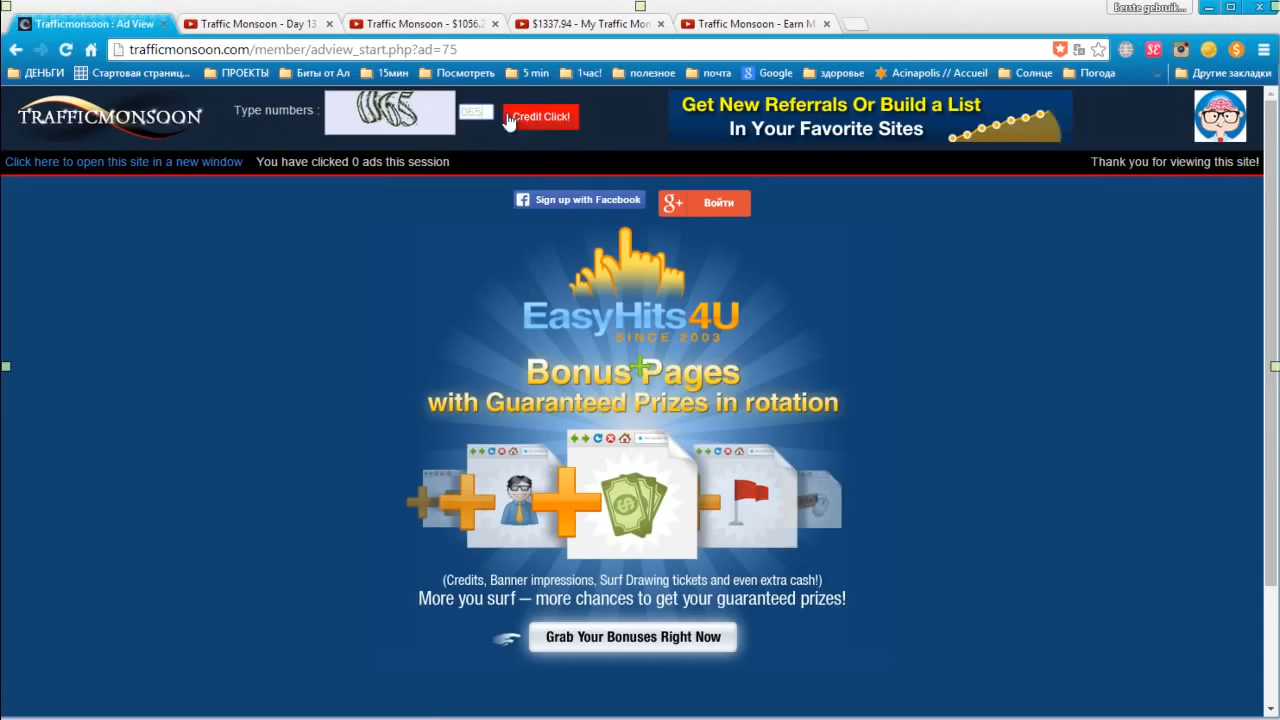 Eerste gebruik...
Trafficmonsoon : Ad View
Traffic Monsoon - Day 13
Traffic Monsoon - $1056.2
$1337.94 - My Traffic Mon
Traffic Monsoon - Earn M
trafficmonsoon.com/member/adview_start.php?ad=75
ДЕНЬГИ
Стартовая страниц...
ПРОЕКТЫ
Биты от Ал
15мин
Посмотреть
5 min
1час!
полезное
почта
Google
здоровье
Acinapolis // Accueil
Солнце
Погода
Другие закладки
TRAFFICMONSOON
Type numbers :
065
065
Credit Click!
Get New Referrals Or Build a List
In Your Favorite Sites
Click here to open this site in a new window
You have clicked 0 ads this session
Thank you for viewing this site!
Sign up with Facebook
g+ Войти
EasyHits4U
SINCE 2003
Bonus Pages
with Guaranteed Prizes in rotation
(Credits, Banner impressions, Surf Drawing tickets and even extra cash!)
More you surf – more chances to get your guaranteed prizes!
Grab Your Bonuses Right Now